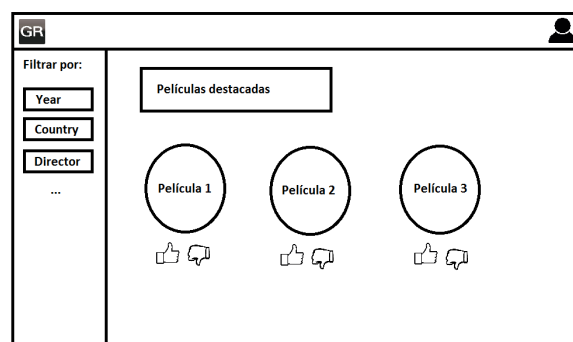 GR
Filtrar por:
Year
Country
Director
...
Películas destacadas
Película 1
Película 2
Película 3